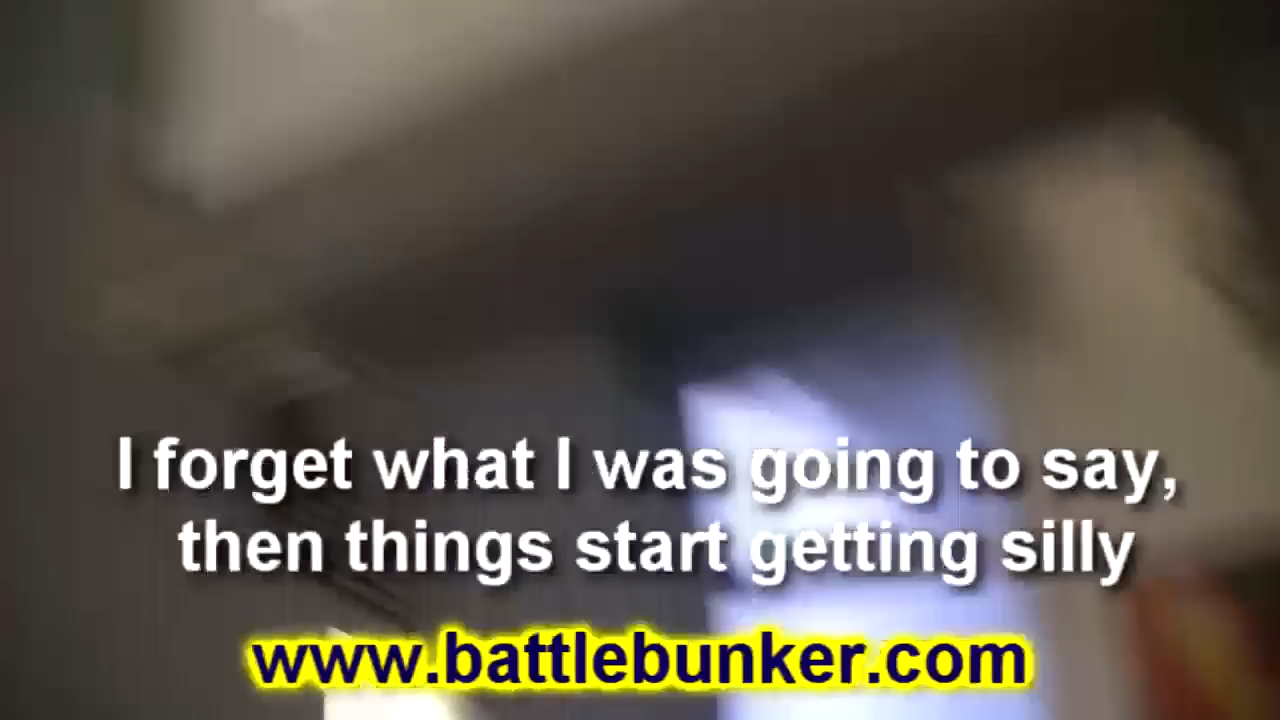 I forget what I was going to say,
then things start getting silly
www.battlebunker.com